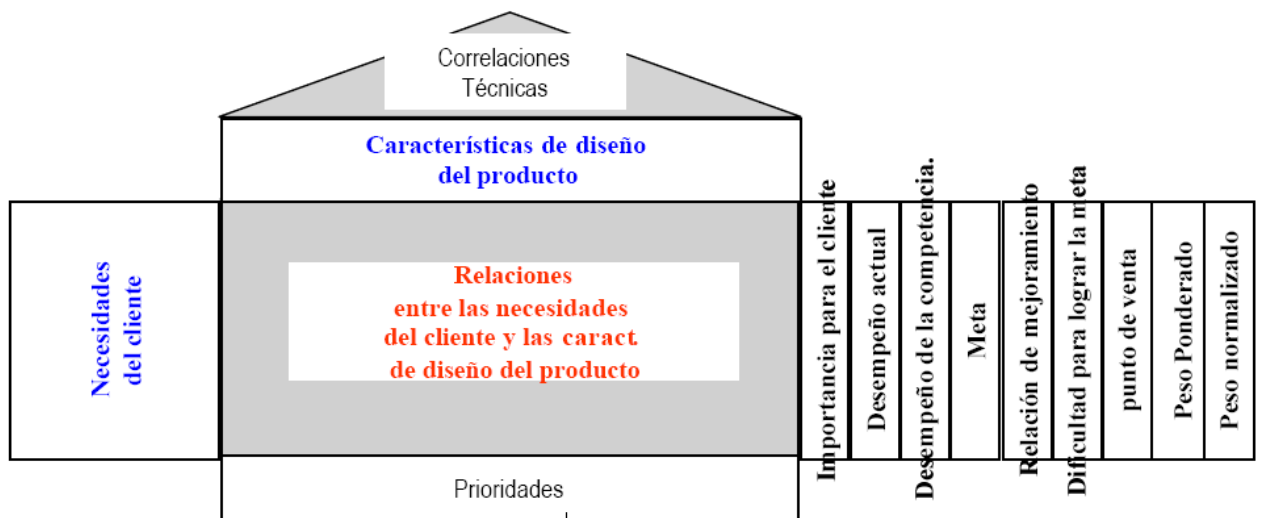 Correlaciones
Técnicas
Características de diseño
del producto
Necesidades
del cliente
Relaciones
entre las necesidades
del cliente y las caract.
de diseño del producto
Importancia para el cliente
Desempeño actual
Desempeño de la competencia.
Meta
Relación de mejoramiento
Dificultad para lograr la meta
punto de venta
Peso Ponderado
Peso normalizado
Prioridades